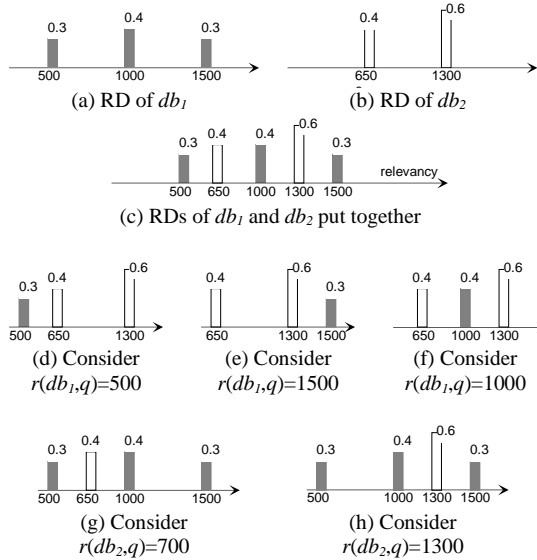 0.3 0.4 0.3
500 1000 1500
(a) RD of db1
0.4 0.6
650 1300
(b) RD of db2
0.3 0.4 0.4 0.6 0.3
500 650 1000 1300 1500
relevancy
(c) RDs of db1 and db2 put together
0.3 0.4 0.6
500 650 1300
(d) Consider
r(db1,q)=500
0.4 0.6 0.3
650 1300 1500
(e) Consider
r(db1,q)=1500
0.4 0.4 0.6
650 1000 1300
(f) Consider
r(db1,q)=1000
0.3 0.4 0.4 0.3
500 650 1000 1500
(g) Consider
r(db2,q)=700
0.3 0.4 0.6 0.3
500 1000 1300 1500
(h) Consider
r(db2,q)=1300